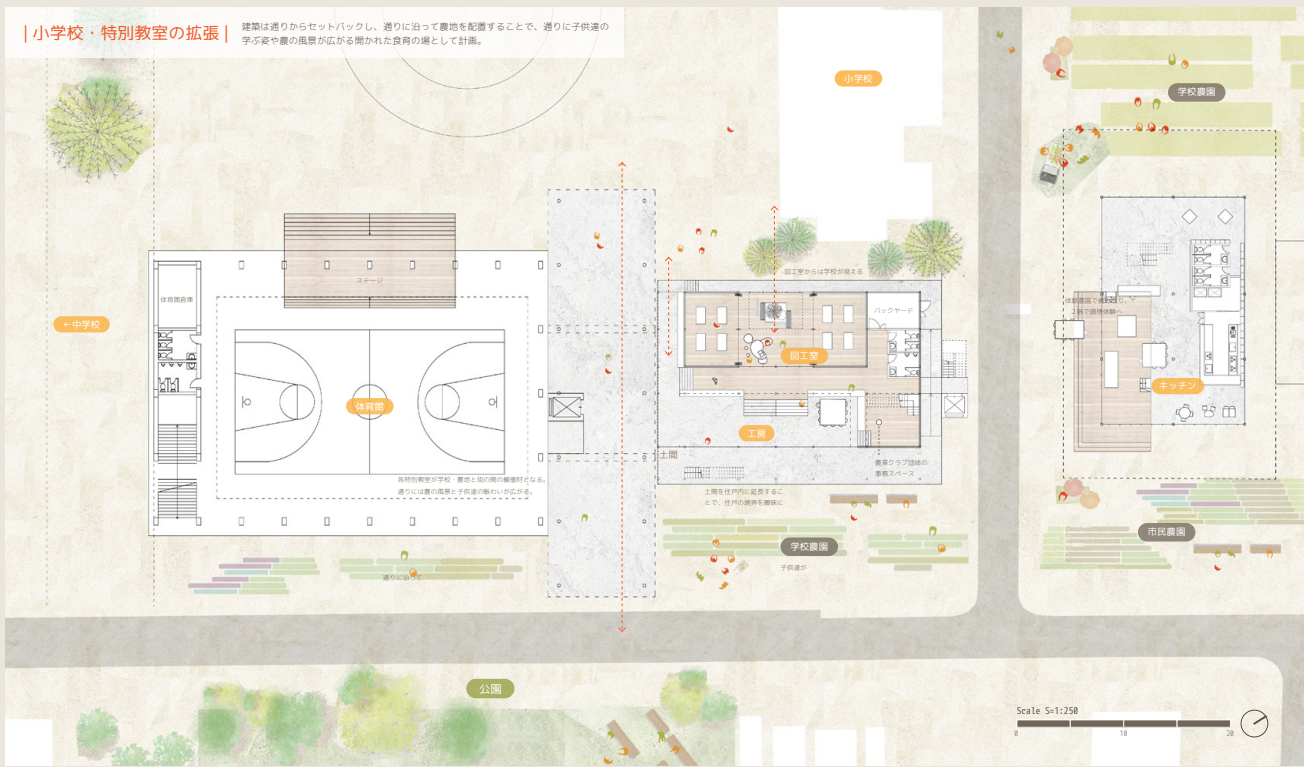 | 小学校・特別教室の拡張 |
建築は通りからセットバックし、通りに沿って農地を配置することで、通りに子供達の
学ぶ姿や農の風景が広がる開かれた食育の場として計画。
小学校
学校農園
ステージ
体育館倉庫
←中学校
図工室からは学校が見える
バックヤード
図工室
体育館
工房
キッチン
土間
農業クラブ団体の
事務スペース
各特別教室が学校・農地と街の間の緩衝材となる。
通りには農の風景と子供達の賑わいが広がる。
土間を住戸内に延長するこ
とで、住戸の境界を曖昧に
学校農園
市民農園
通りに沿って
子供達が
公園
Scale S=1:250
0
10
20